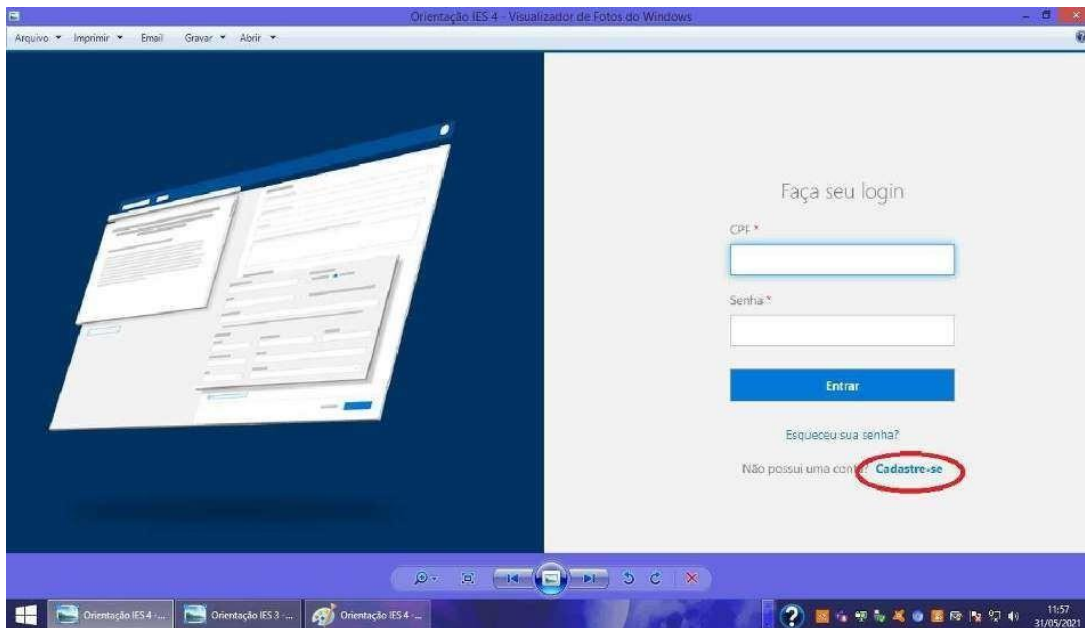 Orientação IES 4 - Visualizador de Fotos do Windows
Arquivo Imprimir Email Gravar Abrir
Faça seu login
CPF *
Senha *
Entrar
Esqueceu sua senha?
Não possui uma conta? Cadastre-se
Orientação IES 4 -... Orientação IES 3 -... Orientação IES 4 -...
11:57
31/05/2021